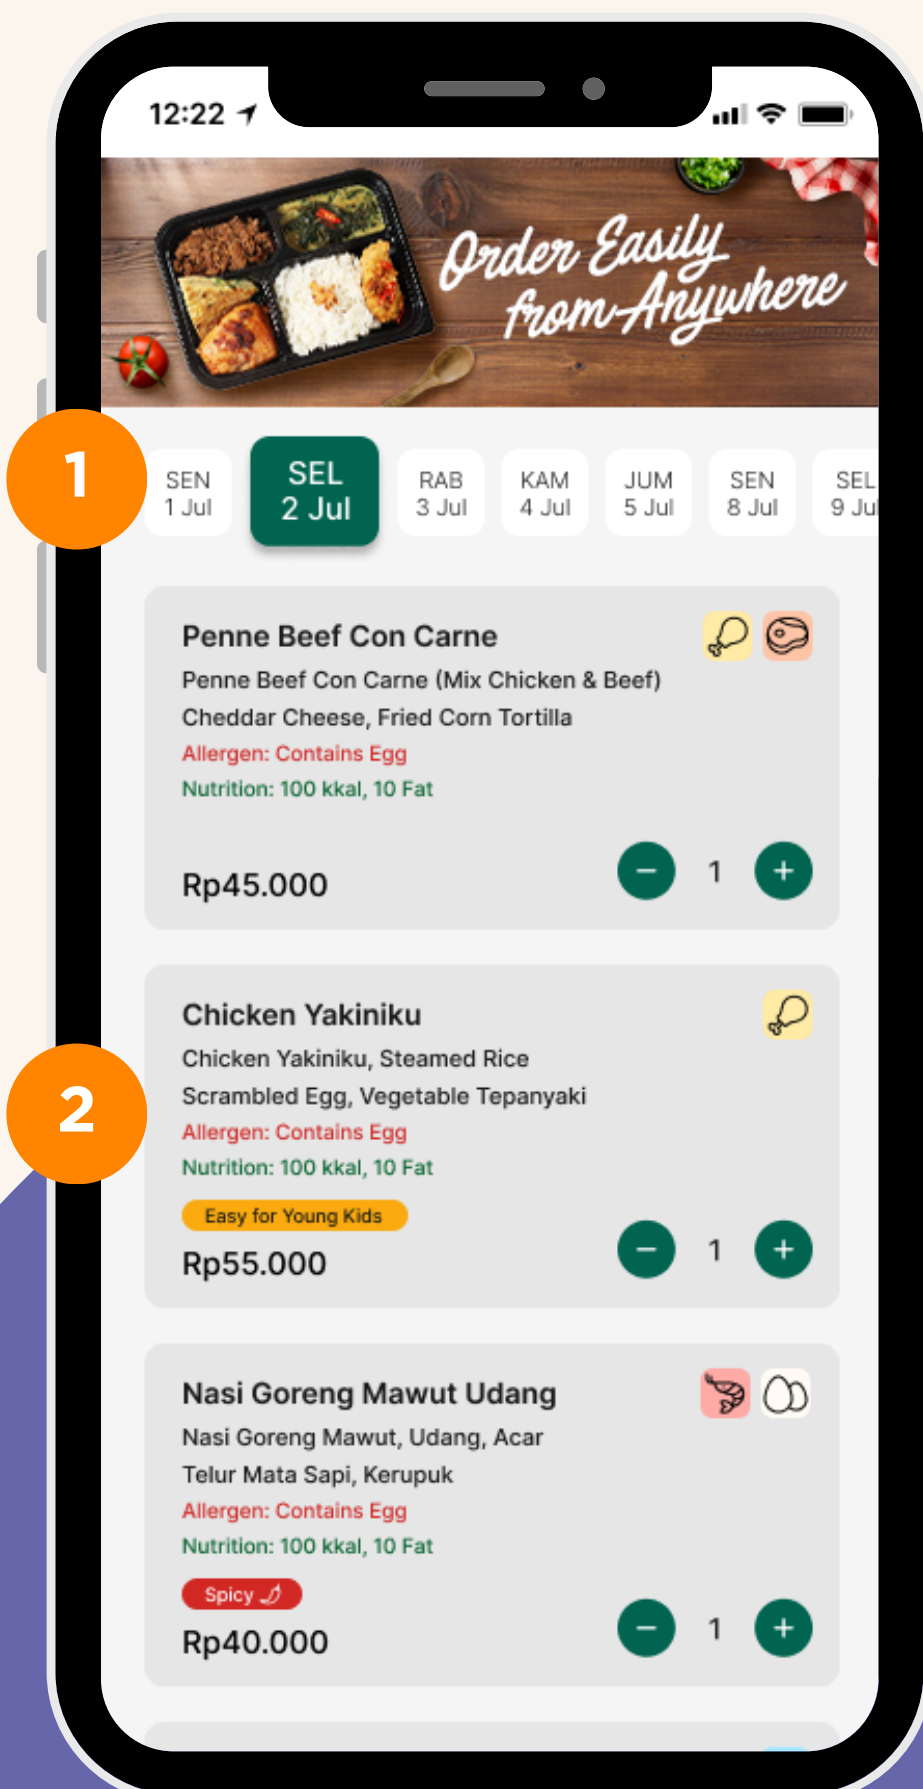 12:22
Order Easily
from Anywhere
1
SEN
1 Jul
SEL
2 Jul
RAB
3 Jul
KAM
4 Jul
JUM
5 Jul
SEN
8 Jul
SEL
9 Jul
Penne Beef Con Carne
Penne Beef Con Carne (Mix Chicken & Beef)
Cheddar Cheese, Fried Corn Tortilla
Allergen: Contains Egg
Nutrition: 100 kkal, 10 Fat
Rp45.000
− 1 +
Chicken Yakiniku
Chicken Yakiniku, Steamed Rice
2
Scrambled Egg, Vegetable Tepanyaki
Allergen: Contains Egg
Nutrition: 100 kkal, 10 Fat
Easy for Young Kids
Rp55.000
− 1 +
Nasi Goreng Mawut Udang
Nasi Goreng Mawut, Udang, Acar
Telur Mata Sapi, Kerupuk
Allergen: Contains Egg
Nutrition: 100 kkal, 10 Fat
Spicy
Rp40.000
− 1 +